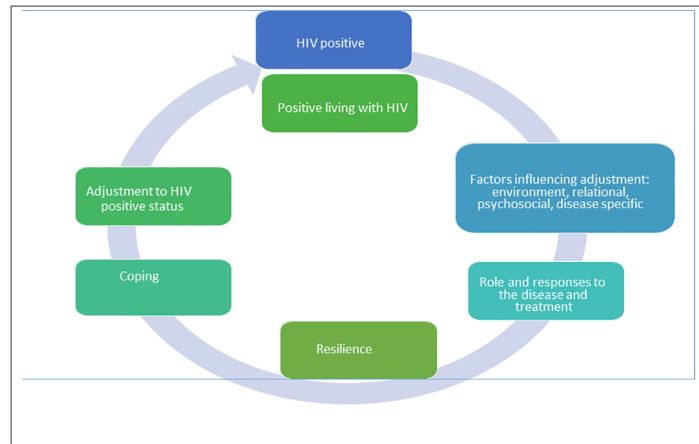 HIV positive
Positive living with HIV
Factors influencing adjustment:
environment, relational,
psychosocial, disease specific
Role and responses to
the disease and
treatment
Resilience
Coping
Adjustment to HIV
positive status